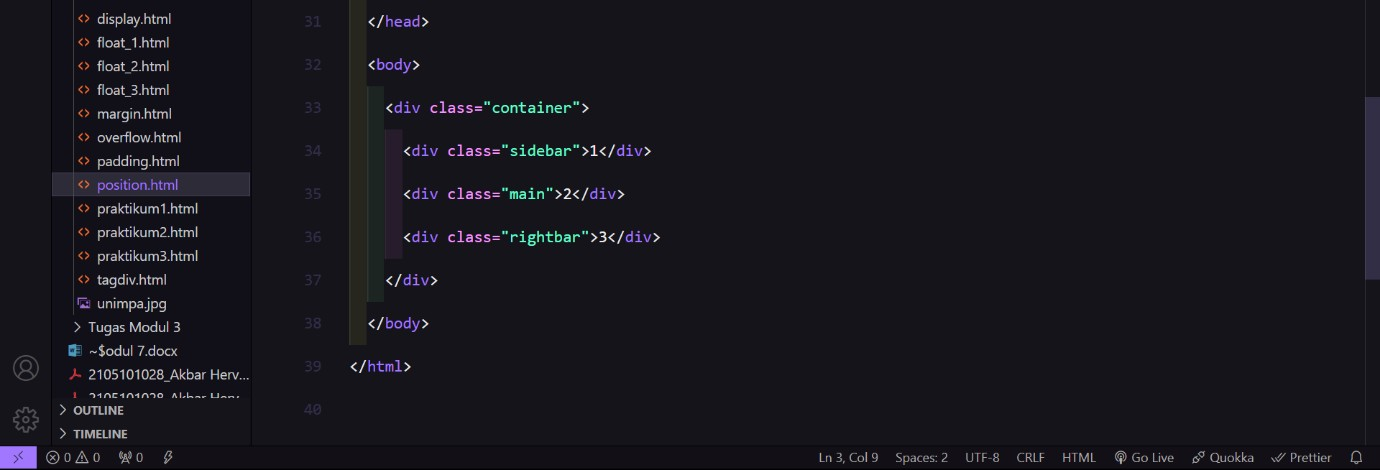 display.html
float_1.html
float_2.html
float_3.html
margin.html
overflow.html
padding.html
position.html
praktikum1.html
praktikum2.html
praktikum3.html
tagdiv.html
unimpa.jpg
Tugas Modul 3
~$odul 7.docx
2105101028_Akbar Herv...
2105101028_Akbar Herv...
OUTLINE
TIMELINE
31 </head>
32 <body>
33 <div class="container">
34 <div class="sidebar">1</div>
35 <div class="main">2</div>
36 <div class="rightbar">3</div>
37 </div>
38 </body>
39 </html>
40
0 0 0 Ln 3, Col 9 Spaces: 2 UTF-8 CRLF HTML Go Live Quokka Prettier